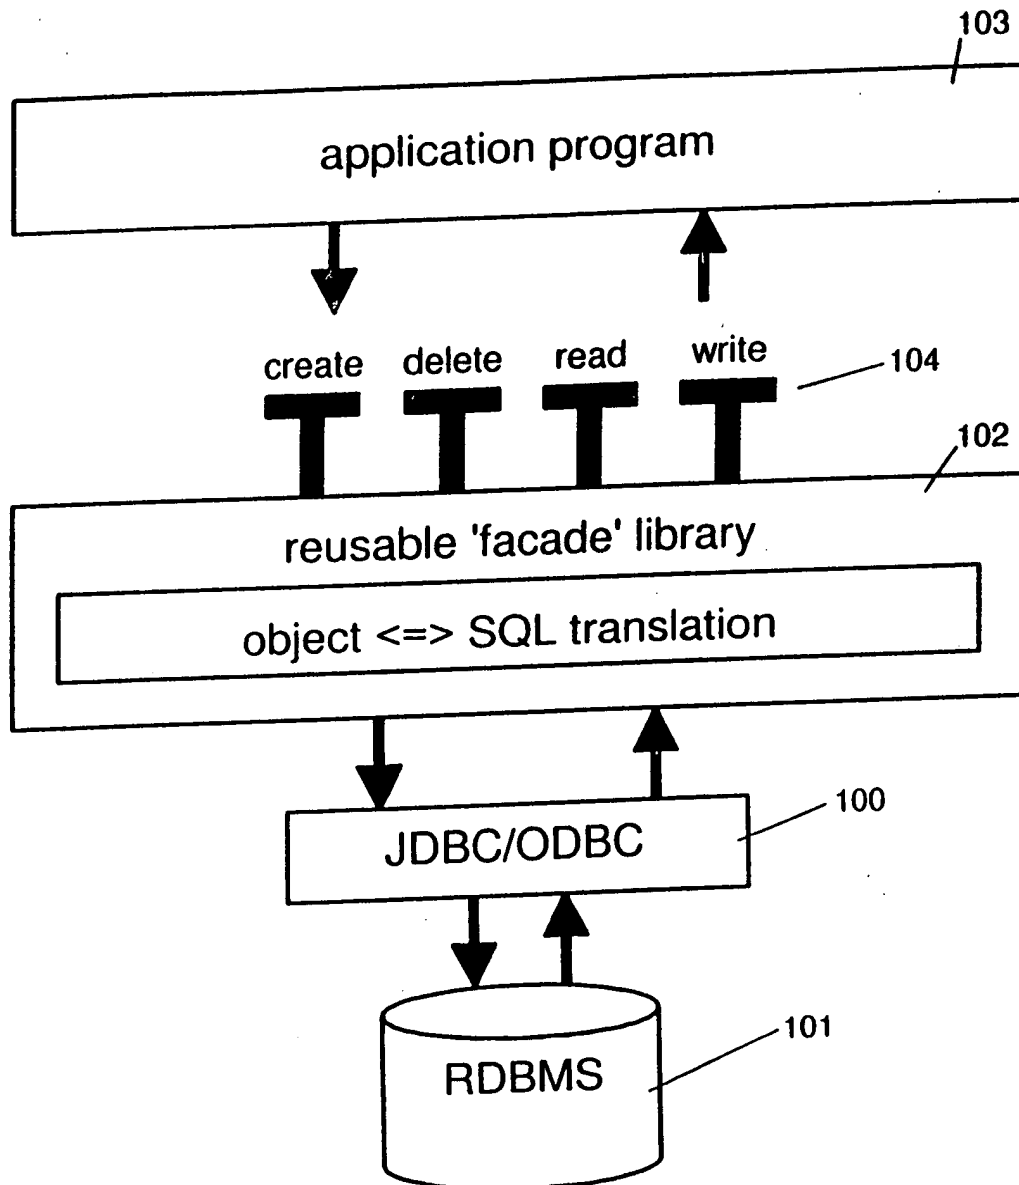 103
application program
create delete read write
104
102
reusable 'facade' library
object <=> SQL translation
100
JDBC/ODBC
101
RDBMS